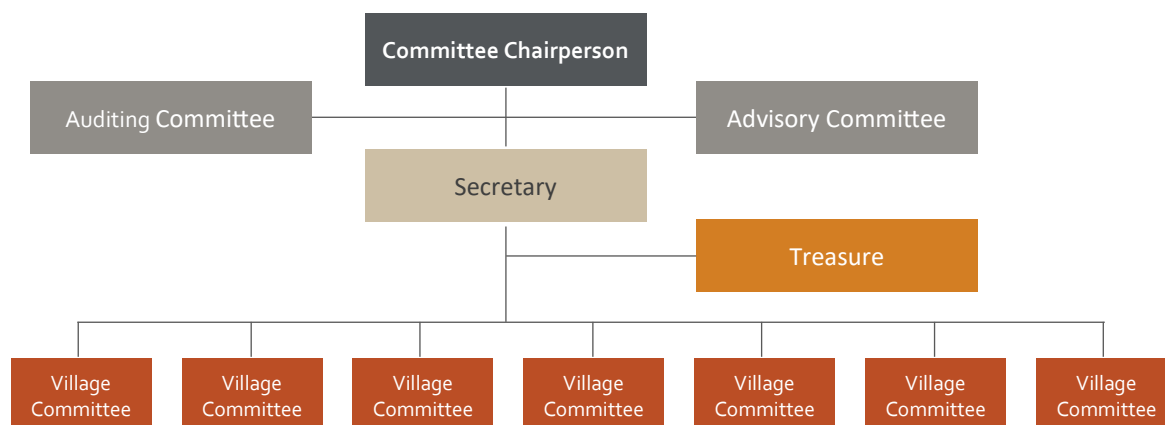 Committee Chairperson
Auditing Committee
Advisory Committee
Secretary
Treasure
Village
Committee
Village
Committee
Village
Committee
Village
Committee
Village
Committee
Village
Committee
Village
Committee